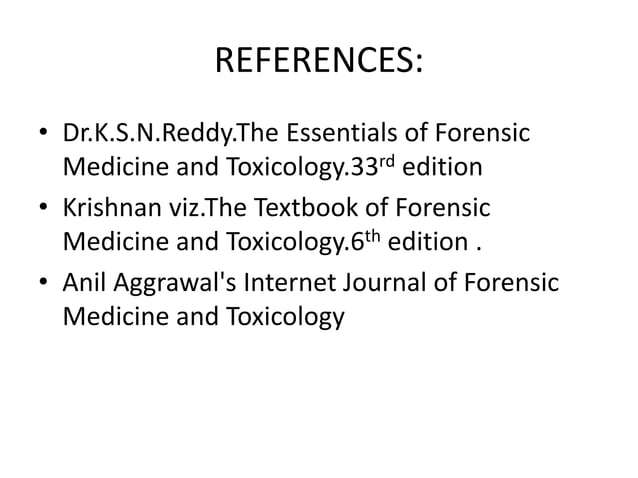 REFERENCES:
• Dr.K.S.N.Reddy.The Essentials of Forensic
Medicine and Toxicology.33rd edition
• Krishnan viz.The Textbook of Forensic
Medicine and Toxicology.6th edition .
• Anil Aggrawal's Internet Journal of Forensic
Medicine and Toxicology